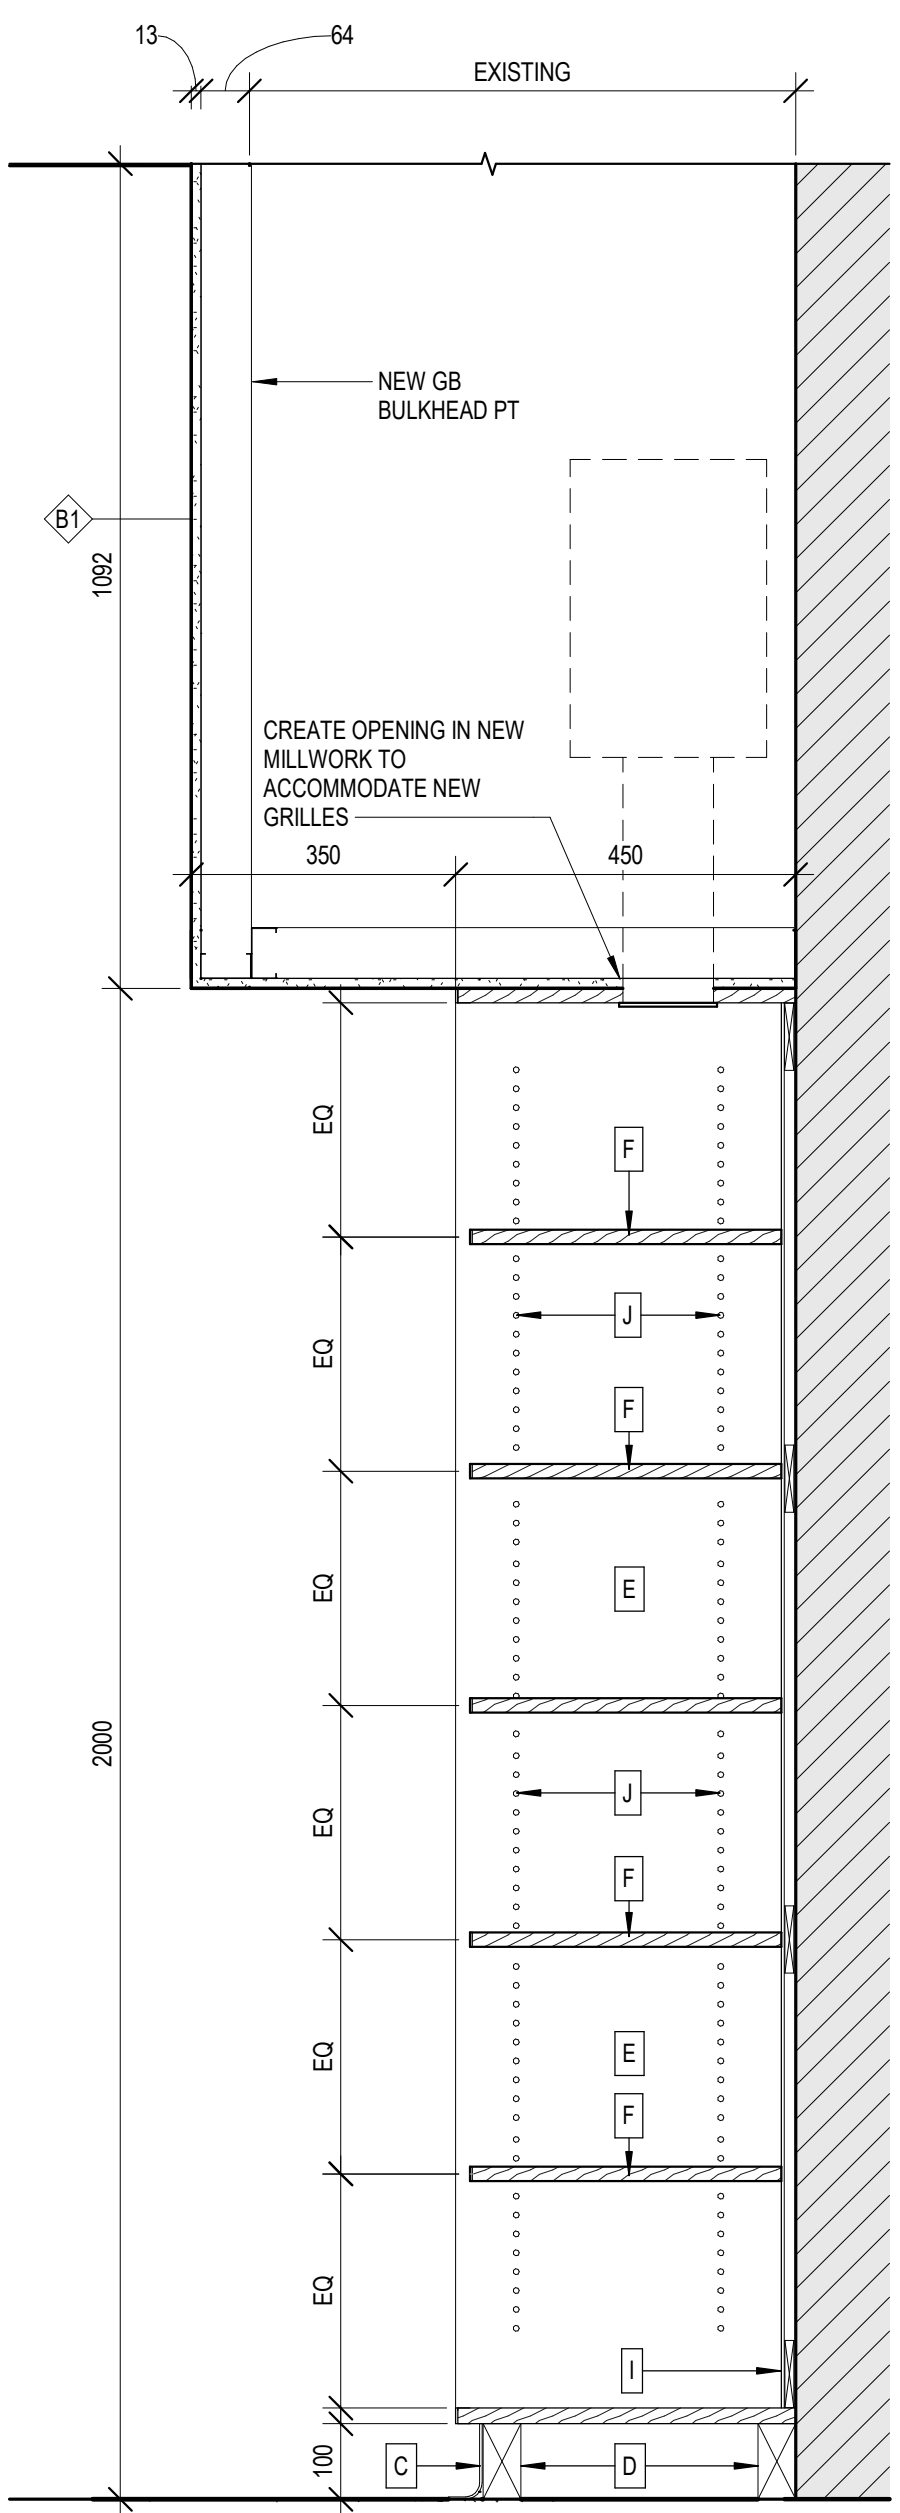 13
64
EXISTING
NEW GB
BULKHEAD PT
B1
1092
CREATE OPENING IN NEW
MILLWORK TO
ACCOMMODATE NEW
GRILLES
350
450
EQ
F
EQ
J
F
EQ
E
2000
EQ
J
F
EQ
E
F
EQ
I
100
C
D